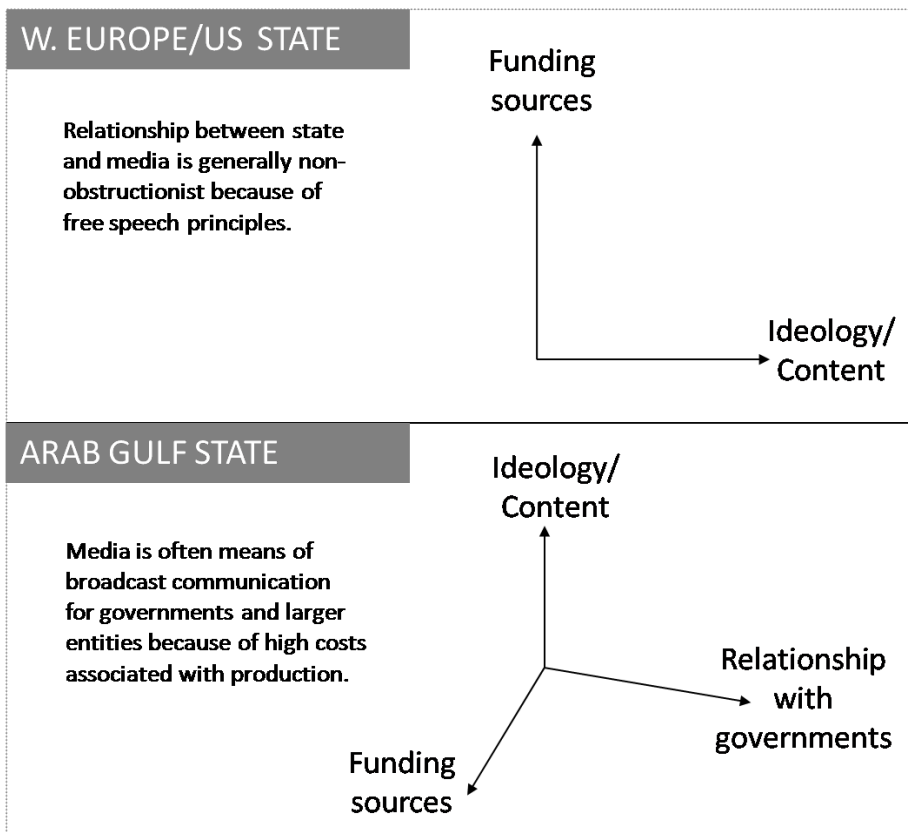 W. EUROPE/US STATE
Funding
sources
Relationship between state
and media is generally non-
obstructionist because of
free speech principles.
Ideology/
Content
ARAB GULF STATE
Ideology/
Content
Media is often means of
broadcast communication
for governments and larger
entities because of high costs
associated with production.
Relationship
with
governments
Funding
sources